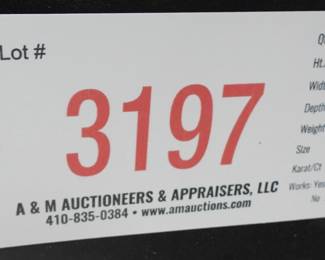 Lot #
3197
A & M AUCTIONEERS & APPRAISERS, LLC
410-835-0384 • www.amauctions.com
Ht.
Depth
Weight
Size
Karat/Ct
Works: Yes
No